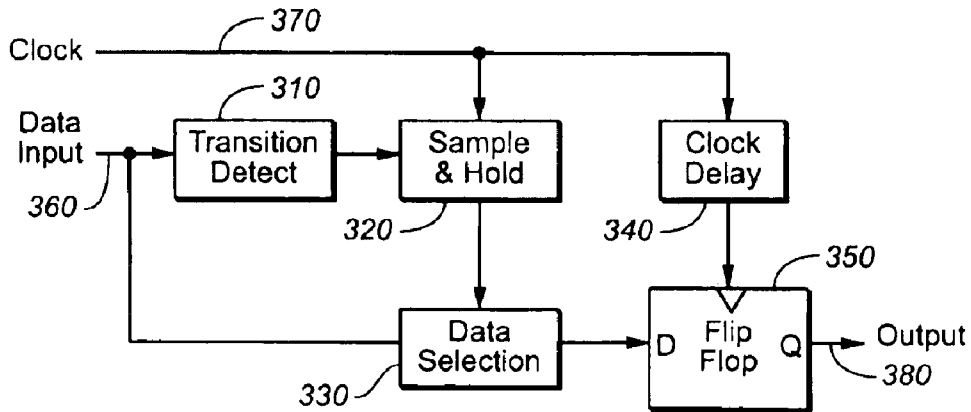 Clock
370
310
Data
Input
360
Transition
Detect
Sample
& Hold
320
Clock
Delay
340
350
Data
Selection
330
D
Flip
Flop
Q
Output
380